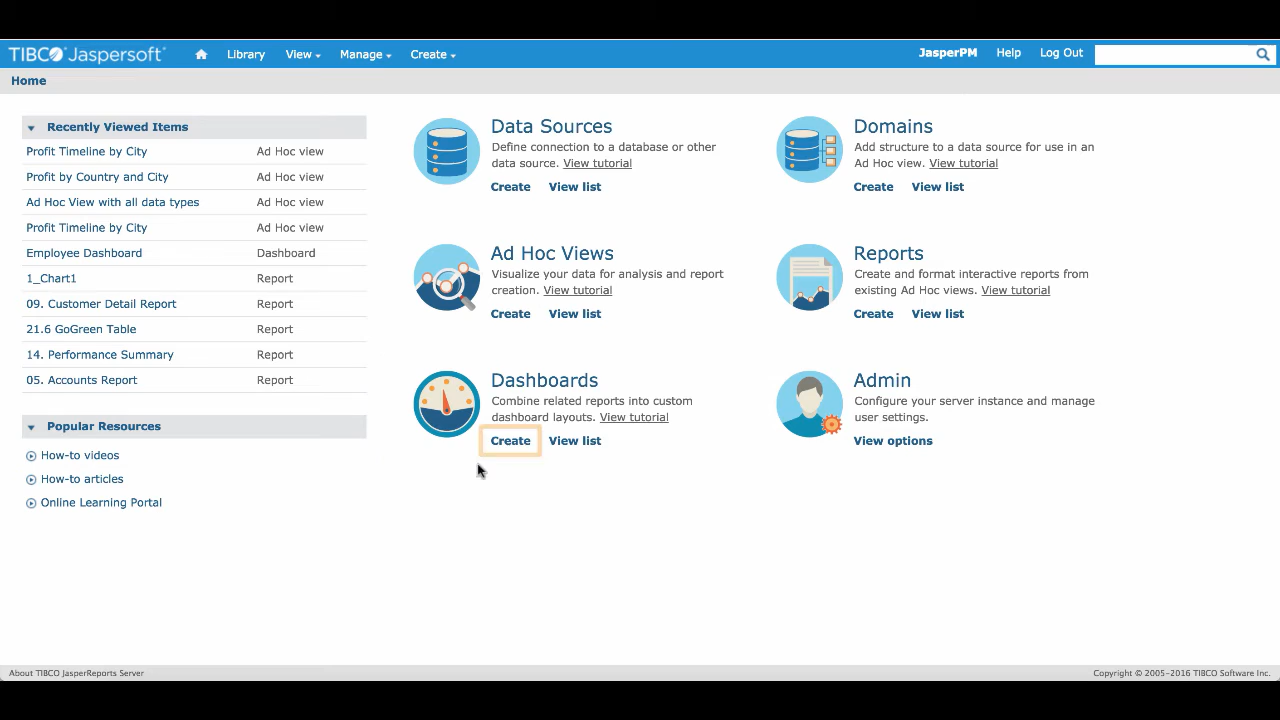 TIBCO Jaspersoft Library View Manage Create JasperPM Help Log Out
Home
Recently Viewed Items
Profit Timeline by City Ad Hoc view
Profit by Country and City Ad Hoc view
Ad Hoc View with all data types Ad Hoc view
Profit Timeline by City Ad Hoc view
Employee Dashboard Dashboard
1_Chart1 Report
09. Customer Detail Report Report
21.6 GoGreen Table Report
14. Performance Summary Report
05. Accounts Report Report
Popular Resources
How-to videos
How-to articles
Online Learning Portal
Data Sources
Define connection to a database or other
data source. View tutorial
Create View list
Domains
Add structure to a data source for use in an
Ad Hoc view. View tutorial
Create View list
Ad Hoc Views
Visualize your data for analysis and report
creation. View tutorial
Create View list
Reports
Create and format interactive reports from
existing Ad Hoc views. View tutorial
Create View list
Dashboards
Combine related reports into custom
dashboard layouts. View tutorial
Create View list
Admin
Configure your server instance and manage
user settings.
View options
About TIBCO JasperReports Server Copyright © 2005-2016 TIBCO Software Inc.